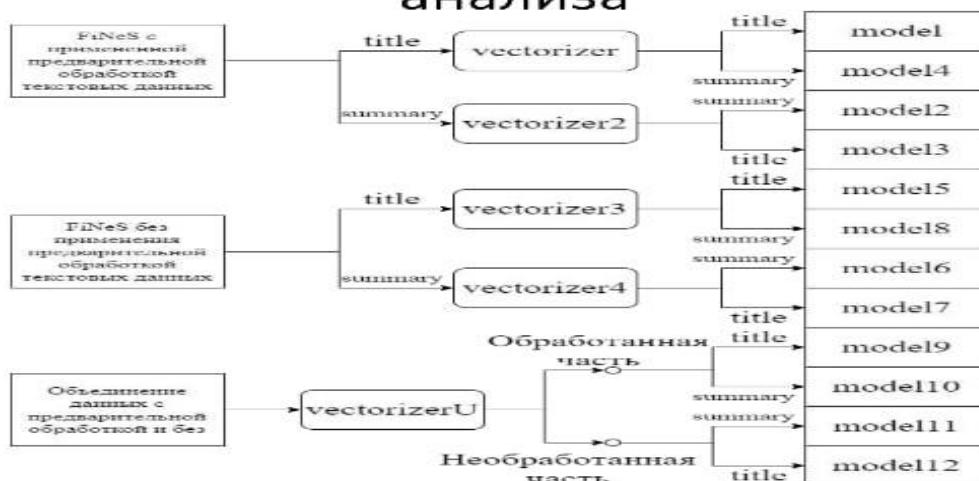 анализа
FiNeS с
примененной
предварительной
обработкой
текстовых данных
title
summary
vectorizer
vectorizer2
title
summary
summary
title
model
model4
model2
model3
FiNeS без
применения
предварительной
обработкой
текстовых данных
title
summary
vectorizer3
vectorizer4
title
summary
summary
title
model5
model8
model6
model7
Объединение
данных с
предварительной
обработкой и без
vectorizerU
Обработанная
часть
Необработанная
часть
title
summary
summary
title
model9
model10
model11
model12